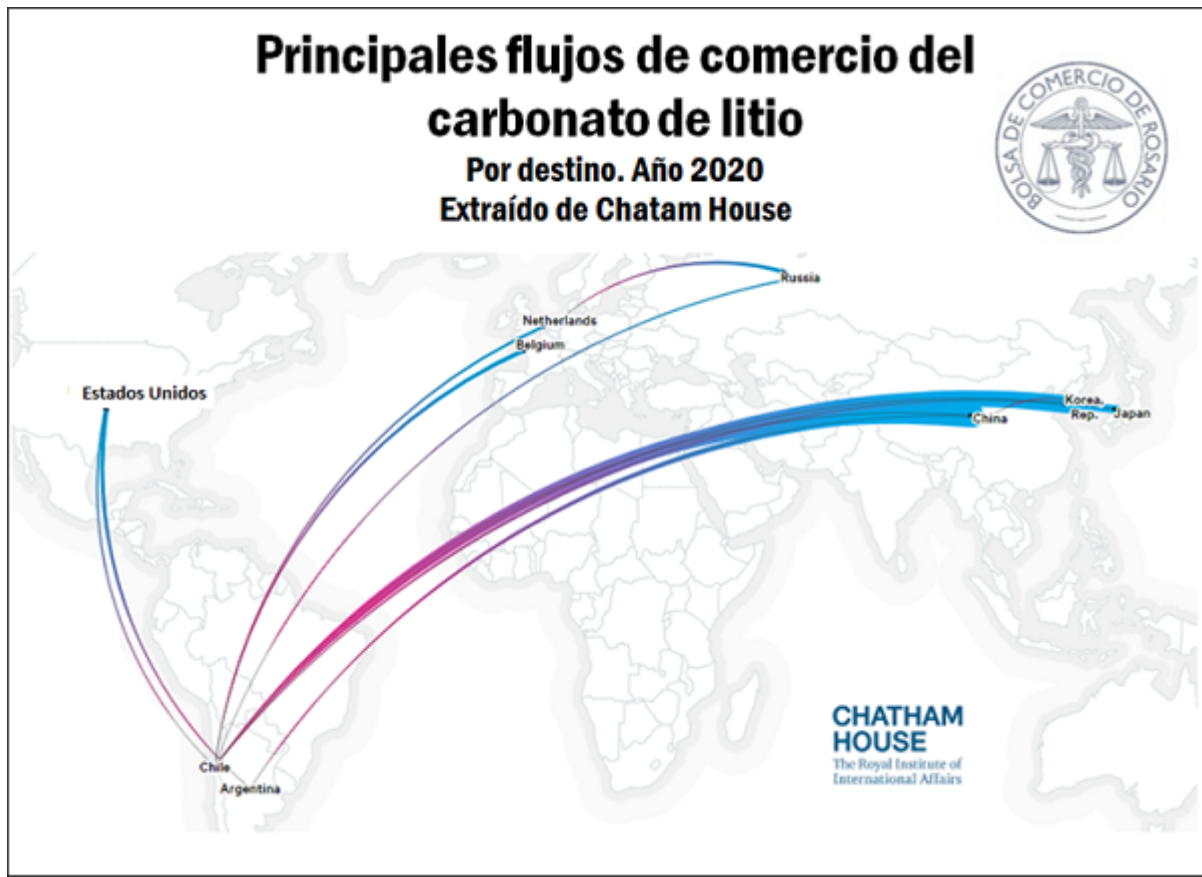 Principales flujos de comercio del
carbonato de litio
Por destino. Año 2020
Extraído de Chatam House
BOLSA DE COMERCIO DE ROSARIO
Russia
Netherlands
Belgium
Estados Unidos
Korea.
Rep.
Japan
China
Chile
Argentina
CHATHAM
HOUSE
The Royal Institute of
International Affairs